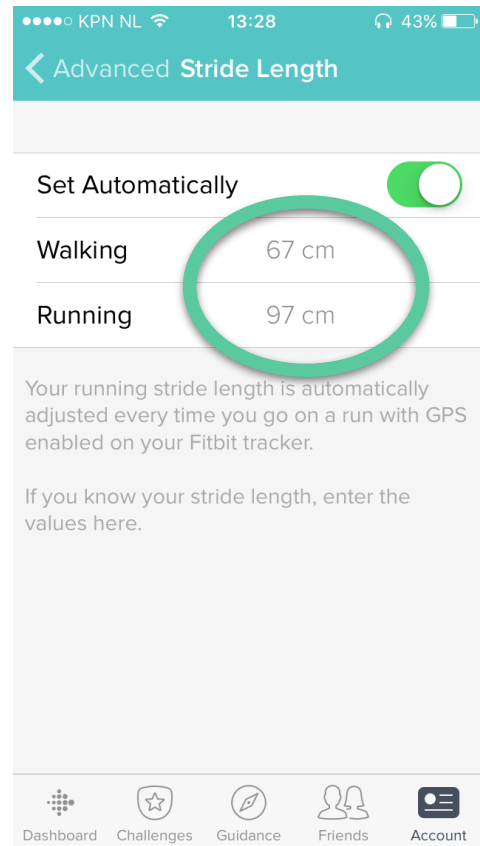 KPN NL 13:28 43%
Advanced Stride Length
Set Automatically
Walking 67 cm
Running 97 cm
Your running stride length is automatically
adjusted every time you go on a run with GPS
enabled on your Fitbit tracker.
If you know your stride length, enter the
values here.
Dashboard Challenges Guidance Friends Account